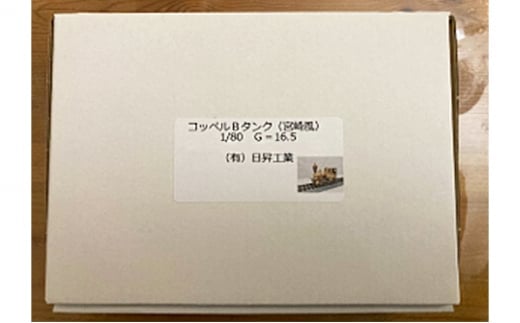 コッペルBタンク（宮崎風）
1/80　G＝16.5
（有）日昇工業